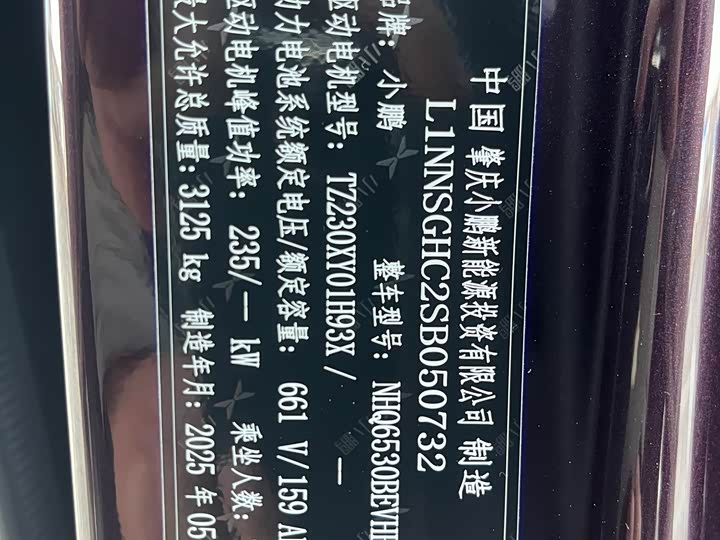 中国 肇庆小鹏新能源投资有限公司 制造
L1NNSGHC2SB050732
品牌: 小鹏 整车型号: NHQ6530BEVHH
驱动电机型号: TZ230XY01H93X / —
动力电池系统额定电压/额定容量: 661 V/159 A
驱动电机峰值功率: 235/— kW 乘坐人数:
最大允许总质量: 3125 kg 制造年月: 2025 年 05